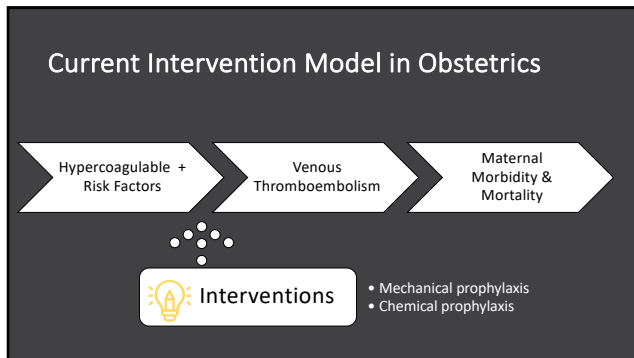 Current Intervention Model in Obstetrics
Hypercoagulable +
Risk Factors
Venous
Thromboembolism
Maternal
Morbidity &
Mortality
Interventions
• Mechanical prophylaxis
• Chemical prophylaxis